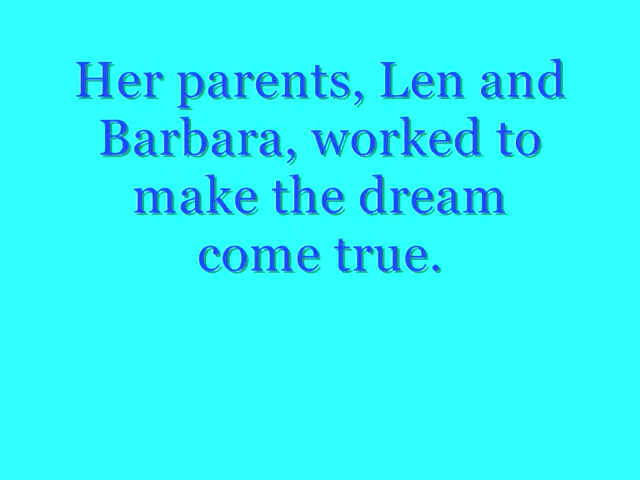 Her parents, Len and
Barbara, worked to
make the dream
come true.